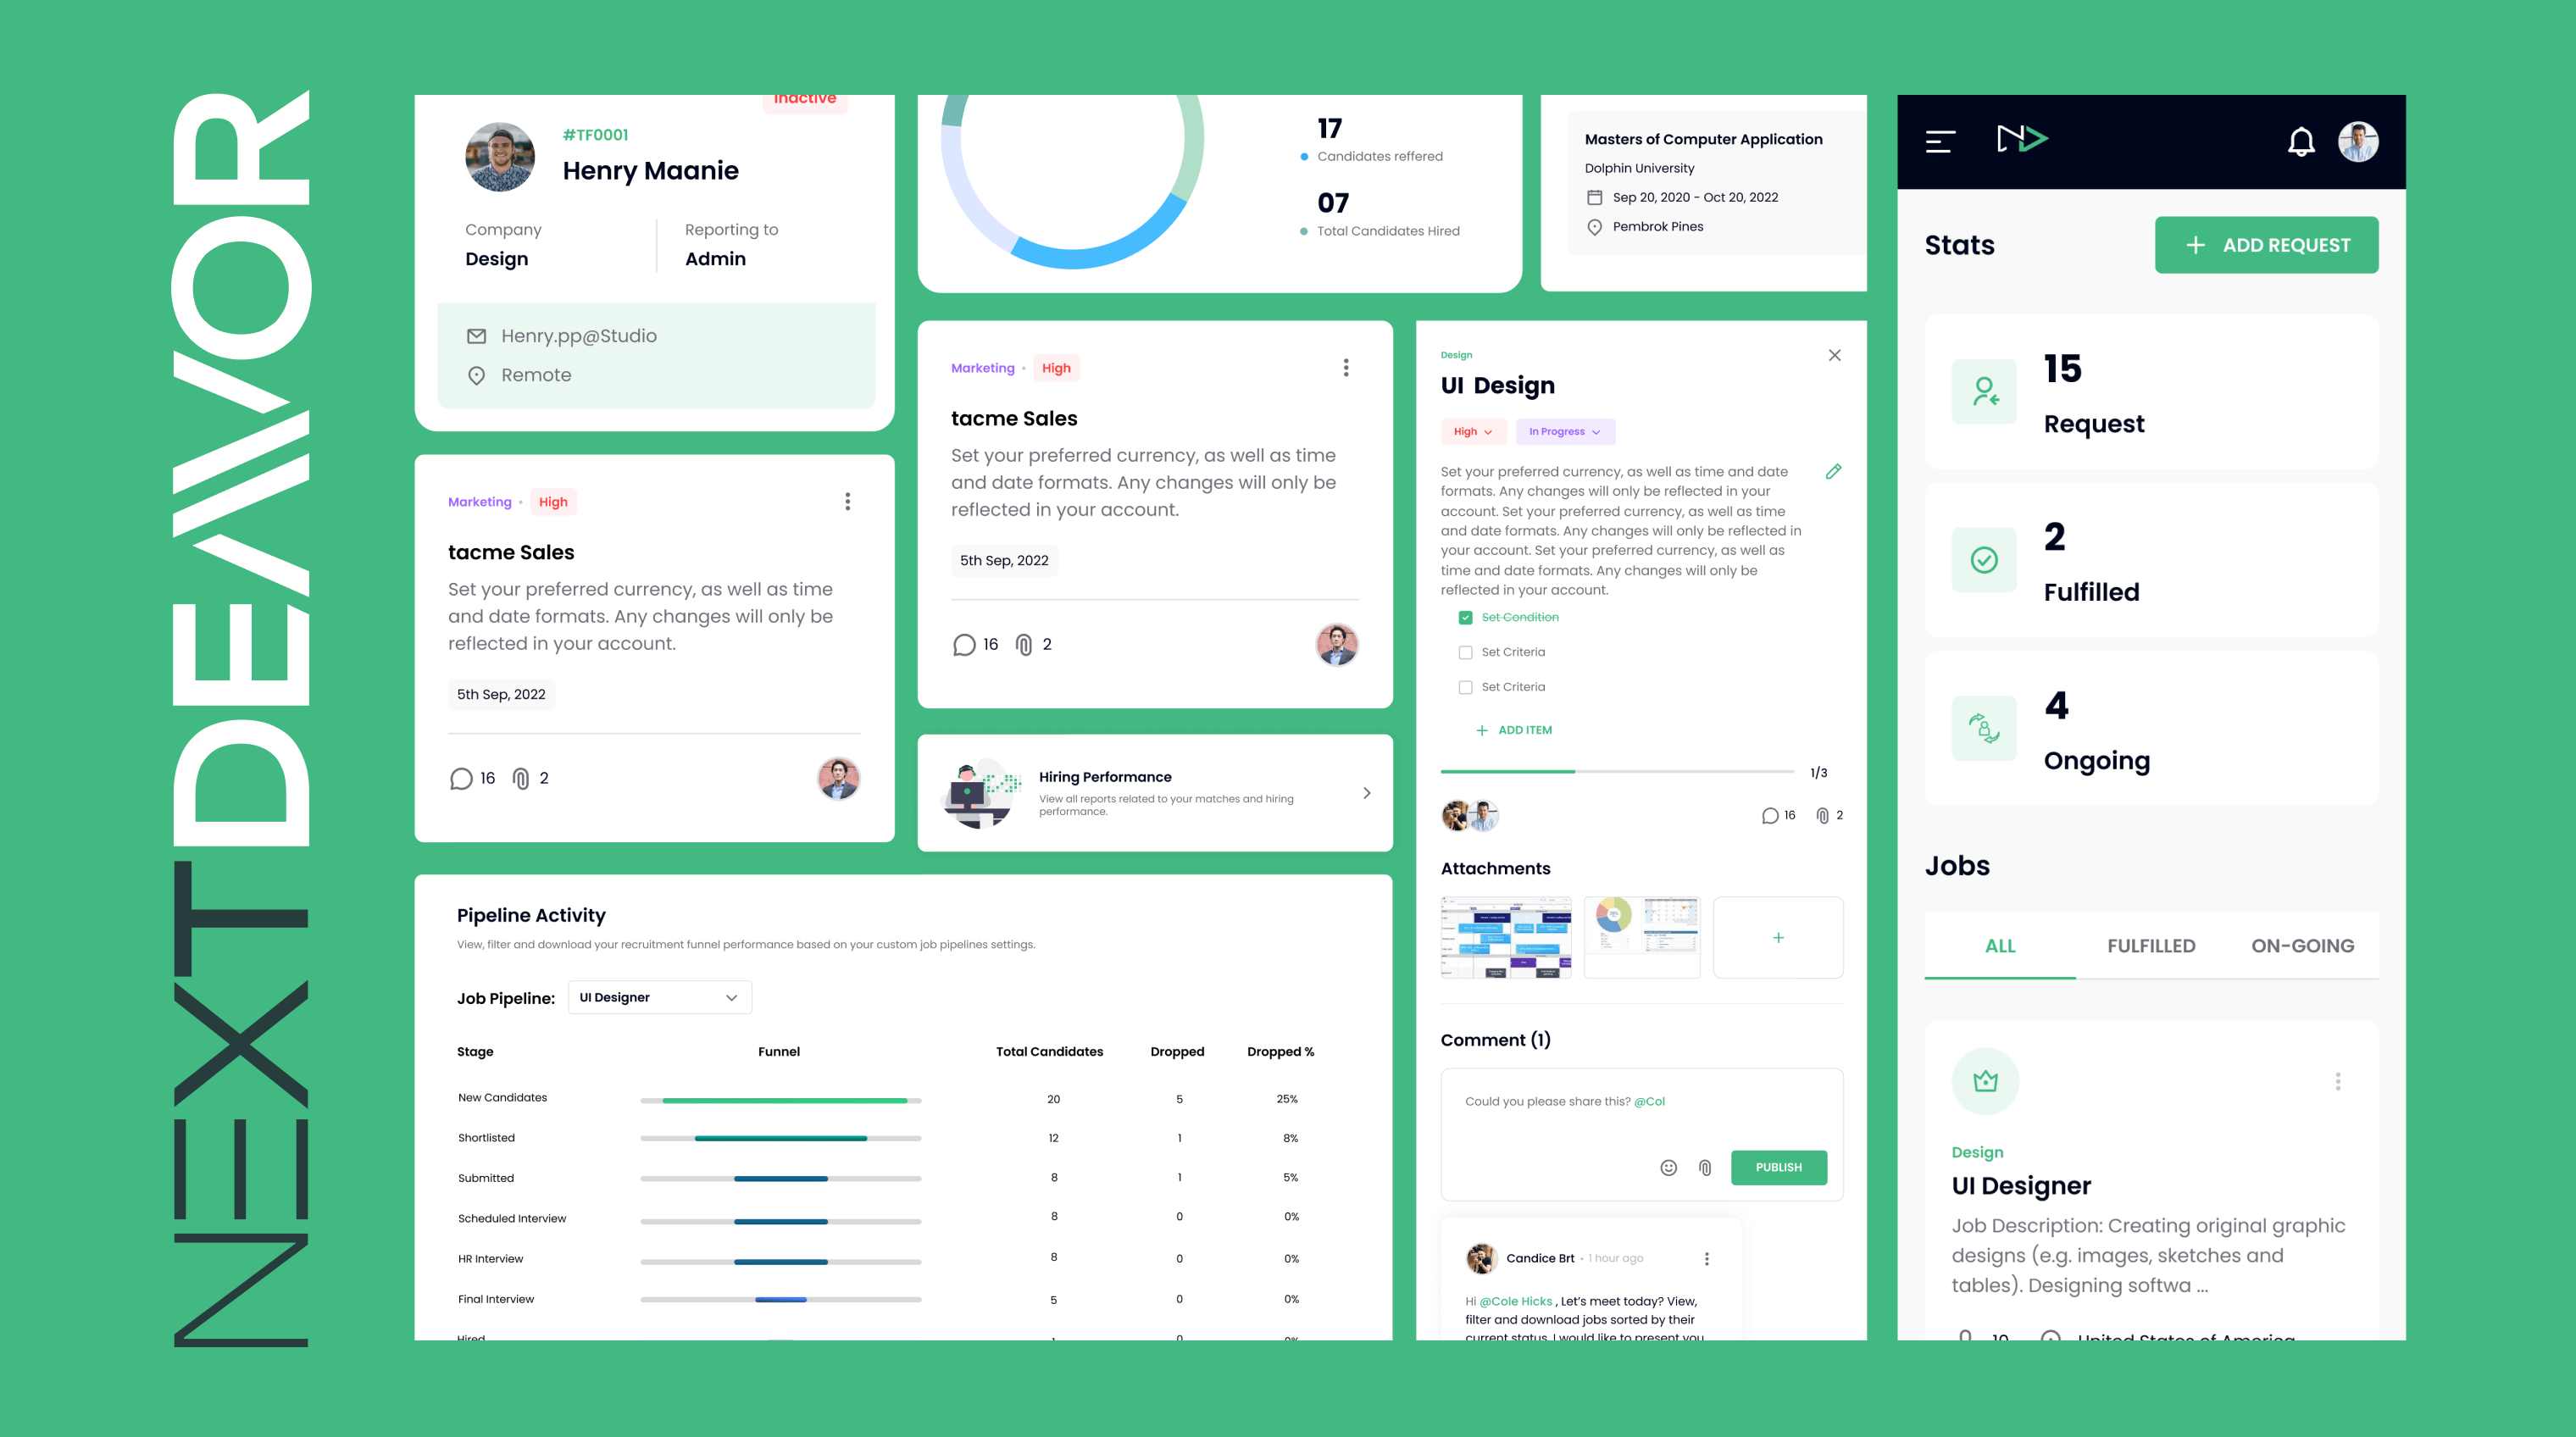 NEXTDEAVOR
Inactive
#TF0001
Henry Maanie
Company
Design
Reporting to
Admin
Henry.pp@Studio
Remote
Marketing • High
tacme Sales
Set your preferred currency, as well as time
and date formats. Any changes will only be
reflected in your account.
5th Sep, 2022
16 2
17
Candidates reffered
07
Total Candidates Hired
Marketing • High
tacme Sales
Set your preferred currency, as well as time
and date formats. Any changes will only be
reflected in your account.
5th Sep, 2022
16 2
Hiring Performance
View all reports related to your matches and hiring
performance.
Pipeline Activity
View, filter and download your recruitment funnel performance based on your custom job pipelines settings.
Job Pipeline: UI Designer
Stage Funnel Total Candidates Dropped Dropped %
New Candidates 20 5 25%
Shortlisted 12 1 8%
Submitted 8 1 5%
Scheduled Interview 8 0 0%
HR Interview 8 0 0%
Final Interview 5 0 0%
Hired 1 0 0%
Masters of Computer Application
Dolphin University
Sep 20, 2020 - Oct 20, 2022
Pembrok Pines
Design
UI Design
High In Progress
Set your preferred currency, as well as time and date
formats. Any changes will only be reflected in your
account. Set your preferred currency, as well as time
and date formats. Any changes will only be reflected in
your account. Set your preferred currency, as well as
time and date formats. Any changes will only be
reflected in your account.
Set Condition
Set Criteria
Set Criteria
+ ADD ITEM
1/3
16 2
Attachments
+
Comment (1)
Could you please share this? @Col
PUBLISH
Candice Brt • 1 hour ago
Hi @Cole Hicks , Let's meet today? View,
filter and download jobs sorted by their
current status. I would like to present you
Stats
+ ADD REQUEST
15
Request
2
Fulfilled
4
Ongoing
Jobs
ALL FULFILLED ON-GOING
Design
UI Designer
Job Description: Creating original graphic
designs (e.g. images, sketches and
tables). Designing softwa ...
10 United States of America